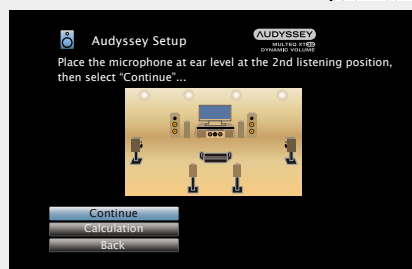 Audyssey Setup
AUDYSSEY
MULTEQ XT32
DYNAMIC VOLUME
Place the microphone at ear level at the 2nd listening position,
then select “Continue”...
Continue
Calculation
Back